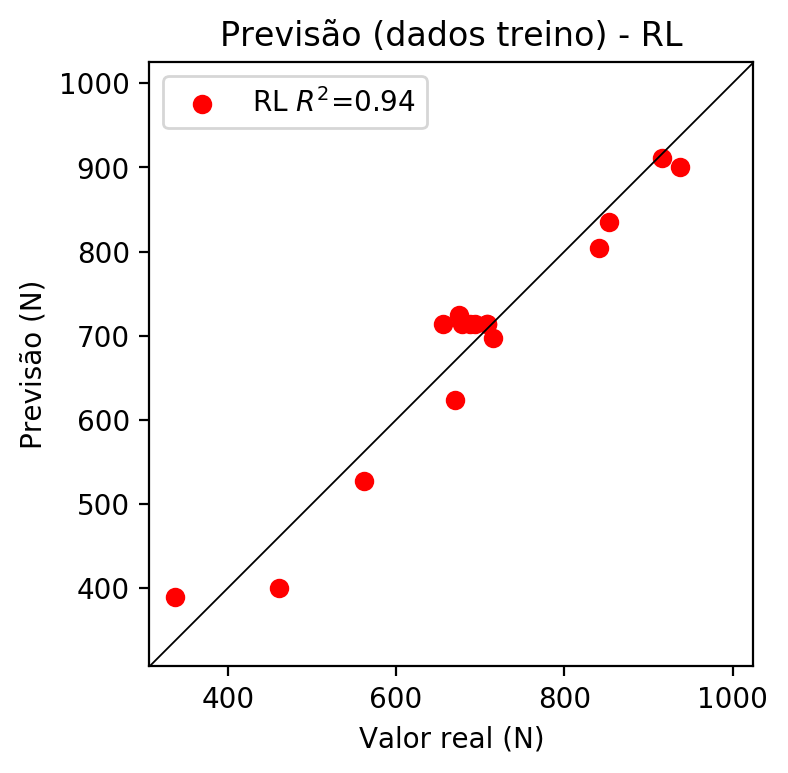 Previsão (dados treino) - RL
RL R²=0.94
1000
900
800
700
600
500
400
Previsão (N)
400 600 800 1000
Valor real (N)